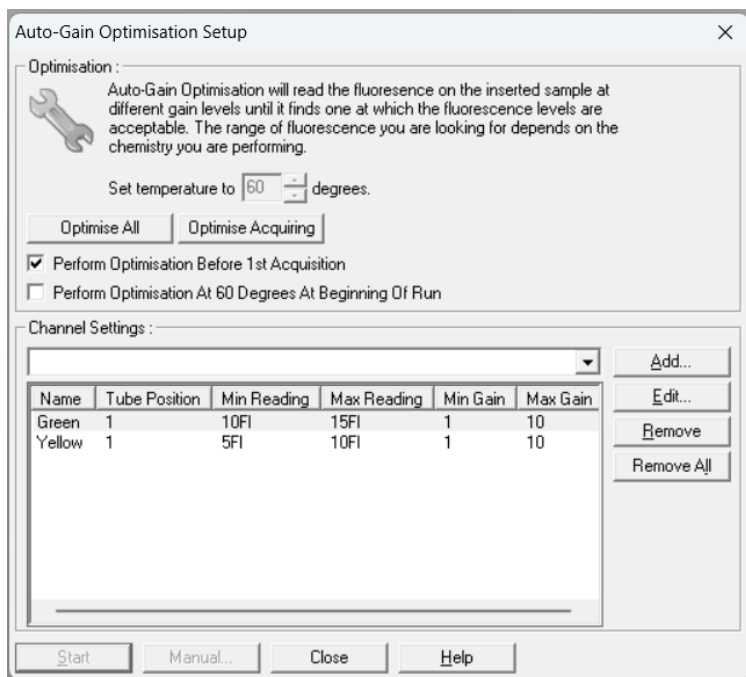 Auto-Gain Optimisation Setup
Optimisation :
Auto-Gain Optimisation will read the fluoresence on the inserted sample at
different gain levels until it finds one at which the fluorescence levels are
acceptable. The range of fluorescence you are looking for depends on the
chemistry you are performing.
Set temperature to 60 degrees.
Optimise All Optimise Acquiring
Perform Optimisation Before 1st Acquisition
Perform Optimisation At 60 Degrees At Beginning Of Run
Channel Settings :
Add...
Name Tube Position Min Reading Max Reading Min Gain Max Gain
Edit...
Green 1 10Fl 15Fl 1 10
Remove
Yellow 1 5Fl 10Fl 1 10
Remove All
Start Manual... Close Help